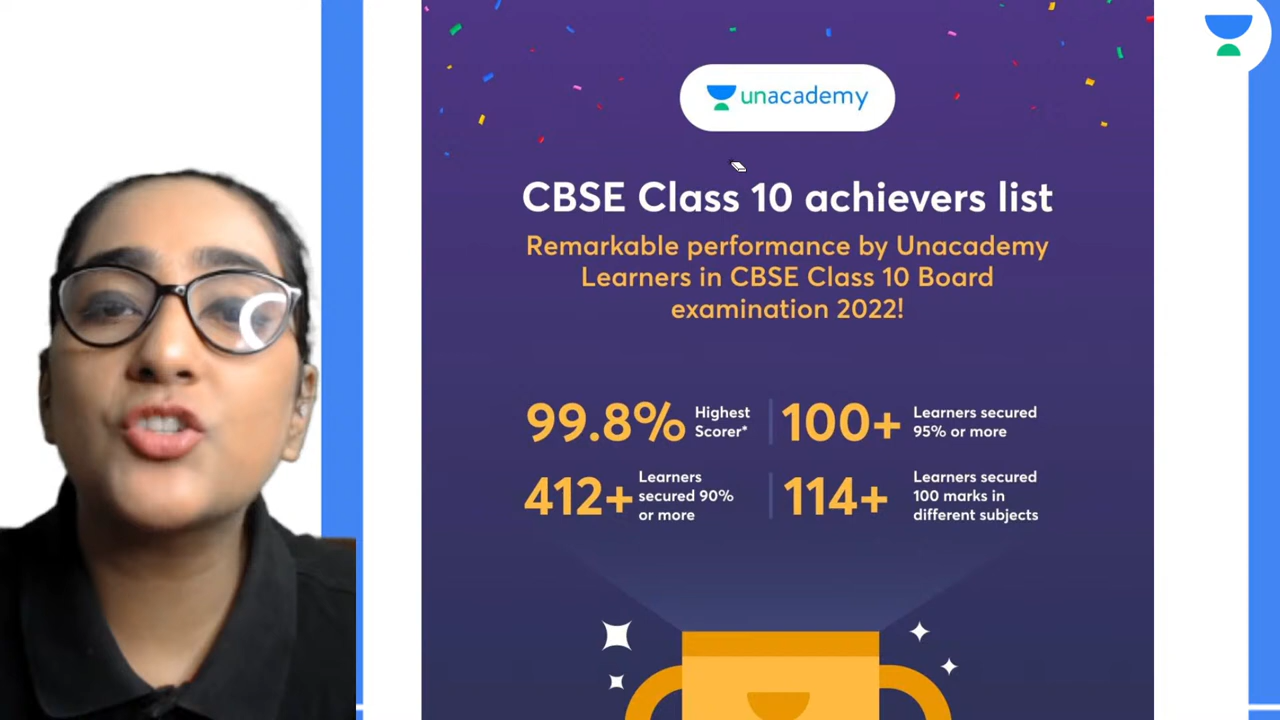 unacademy
CBSE Class 10 achievers list
Remarkable performance by Unacademy
Learners in CBSE Class 10 Board
examination 2022!
99.8% Highest
Scorer*
100+ Learners secured
95% or more
412+ Learners
secured 90%
or more
114+ Learners secured
100 marks in
different subjects